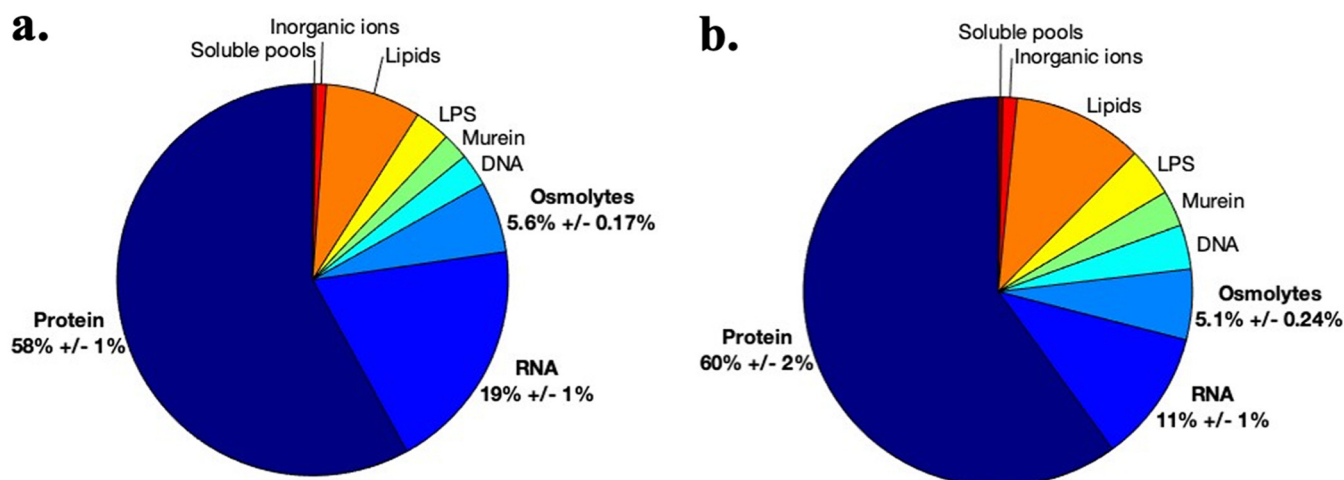 a.
Inorganic ions
Soluble pools
Lipids
LPS
Murein
DNA
Osmolytes
5.6% +/- 0.17%
Protein
58% +/- 1%
RNA
19% +/- 1%
b.
Soluble pools
Inorganic ions
Lipids
LPS
Murein
DNA
Osmolytes
5.1% +/- 0.24%
Protein
60% +/- 2%
RNA
11% +/- 1%